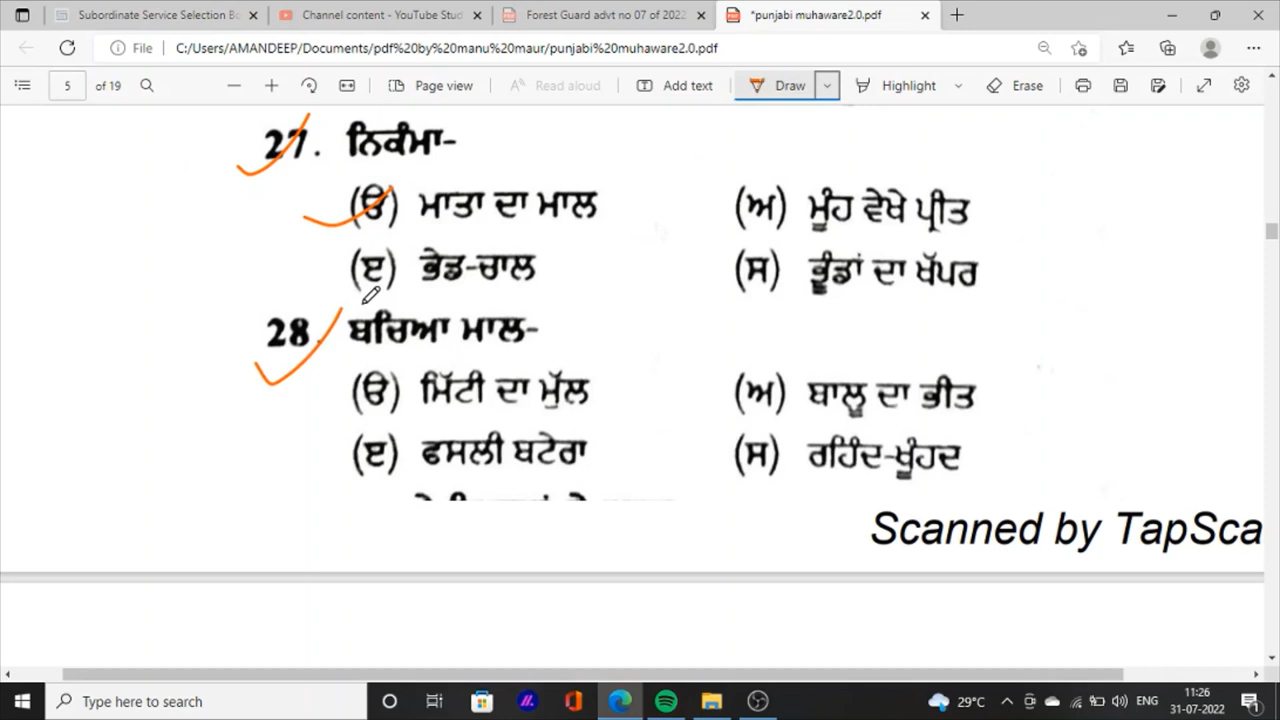 Subordinate Service Selection Bo
Channel content - YouTube Stud
Forest Guard advt no 07 of 2022
*punjabi muhaware2.0.pdf
File
C:/Users/AMANDEEP/Documents/pdf%20by%20manu%20maur/punjabi%20muhaware2.0.pdf
5 of 19
Page view
Read aloud
Add text
Draw
Highlight
Erase
27. ਨਿਕੰਮਾ-
(ੳ) ਮਾਤਾ ਦਾ ਮਾਲ (ਅ) ਮੂੰਹ ਵੇਖੇ ਪ੍ਰੀਤ
(ੲ) ਭੇਡ-ਚਾਲ (ਸ) ਭੂੰਡਾਂ ਦਾ ਖੱਪਰ
28. ਬਚਿਆ ਮਾਲ-
(ੳ) ਮਿੱਟੀ ਦਾ ਮੁੱਲ (ਅ) ਬਾਲੂ ਦਾ ਭੀਤ
(ੲ) ਫਸਲੀ ਬਟੇਰਾ (ਸ) ਰਹਿੰਦ-ਖੂੰਹਦ
Scanned by TapSca
Type here to search
29°C
ENG
11:26
31-07-2022
1